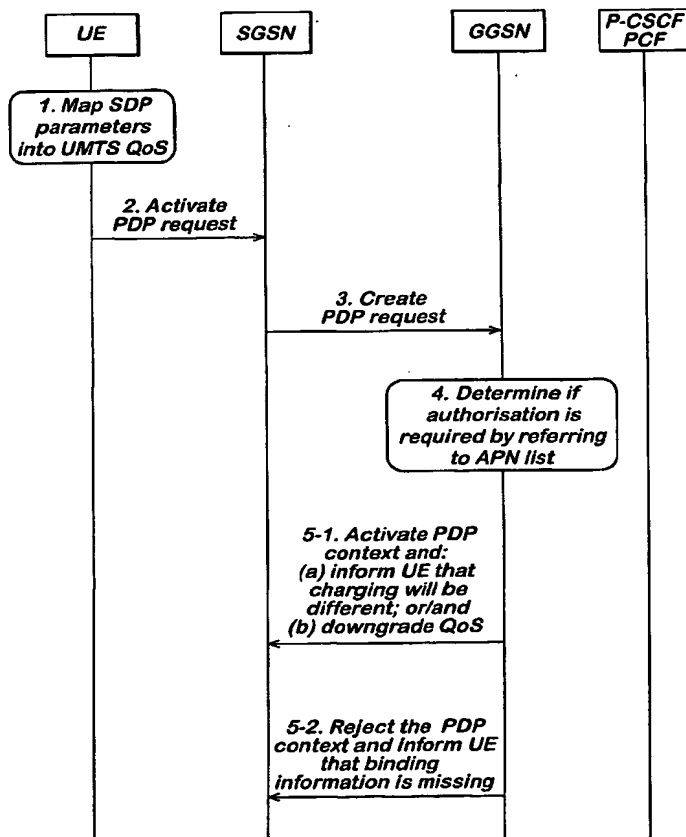 UE
SGSN
GGSN
P-CSCF
PCF
1. Map SDP
parameters
into UMTS QoS
2. Activate
PDP request
3. Create
PDP request
4. Determine if
authorisation is
required by referring
to APN list
5-1. Activate PDP
context and:
(a) inform UE that
charging will be
different; or/and
(b) downgrade QoS
5-2. Reject the PDP
context and inform UE
that binding
information is missing